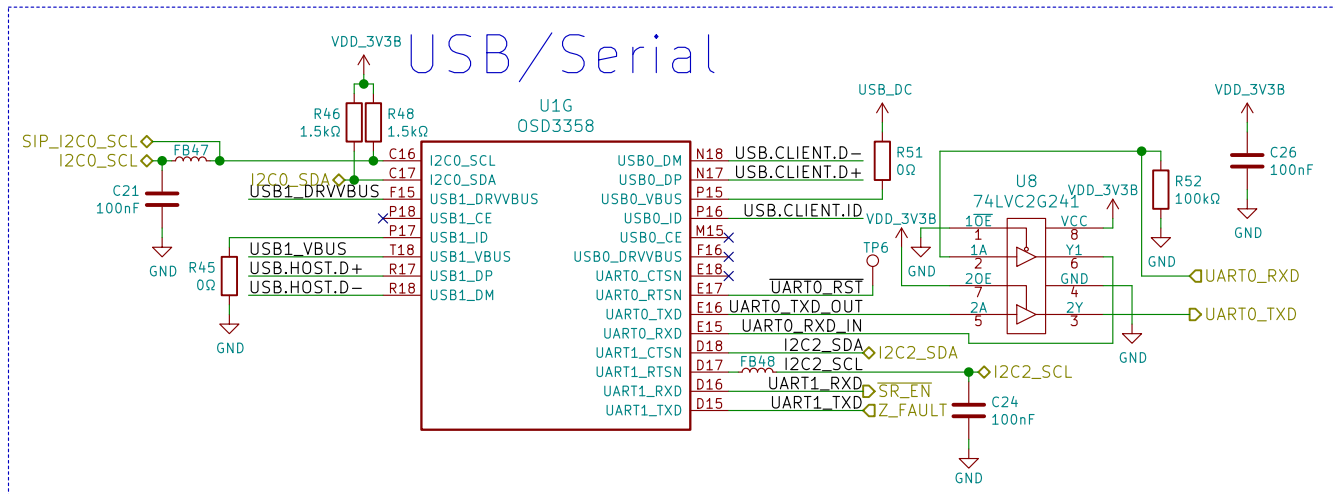 USB/Serial
VDD_3V3B
R46
1.5kΩ
R48
1.5kΩ
SIP_I2C0_SCL
I2C0_SCL
FB47
C21
100nF
GND
I2C0_SDA
USB1_DRVVBUS
USB1_VBUS
USB.HOST.D+
USB.HOST.D-
R45
0Ω
GND
U1G
OSD3358
C16 I2C0_SCL
C17 I2C0_SDA
F15 USB1_DRVVBUS
P18 USB1_CE
P17 USB1_ID
T18 USB1_VBUS
R17 USB1_DP
R18 USB1_DM
USB0_DM N18 USB.CLIENT.D-
USB0_DP N17 USB.CLIENT.D+
USB0_VBUS P15
USB0_ID P16 USB.CLIENT.ID
USB0_CE M15
USB0_DRVVBUS F16
UART0_CTSN E18
UART0_RTSN E17 UART0_RST
UART0_TXD E16 UART0_TXD_OUT
UART0_RXD E15 UART0_RXD_IN
UART1_CTSN D18 I2C2_SDA I2C2_SDA
UART1_RTSN D17 FB48 I2C2_SCL I2C2_SCL
UART1_RXD D16 UART1_RXD SR_EN
UART1_TXD D15 UART1_TXD Z_FAULT
C24
100nF
GND
USB_DC
R51
0Ω
TP6
VDD_3V3B
GND
U8
74LVC2G241
1OE 1
1A 2
2OE 7
2A 5
VCC 8
Y1 6
GND 4
2Y 3
VDD_3V3B
GND
R52
100kΩ
GND
UART0_RXD
UART0_TXD
VDD_3V3B
C26
100nF
GND